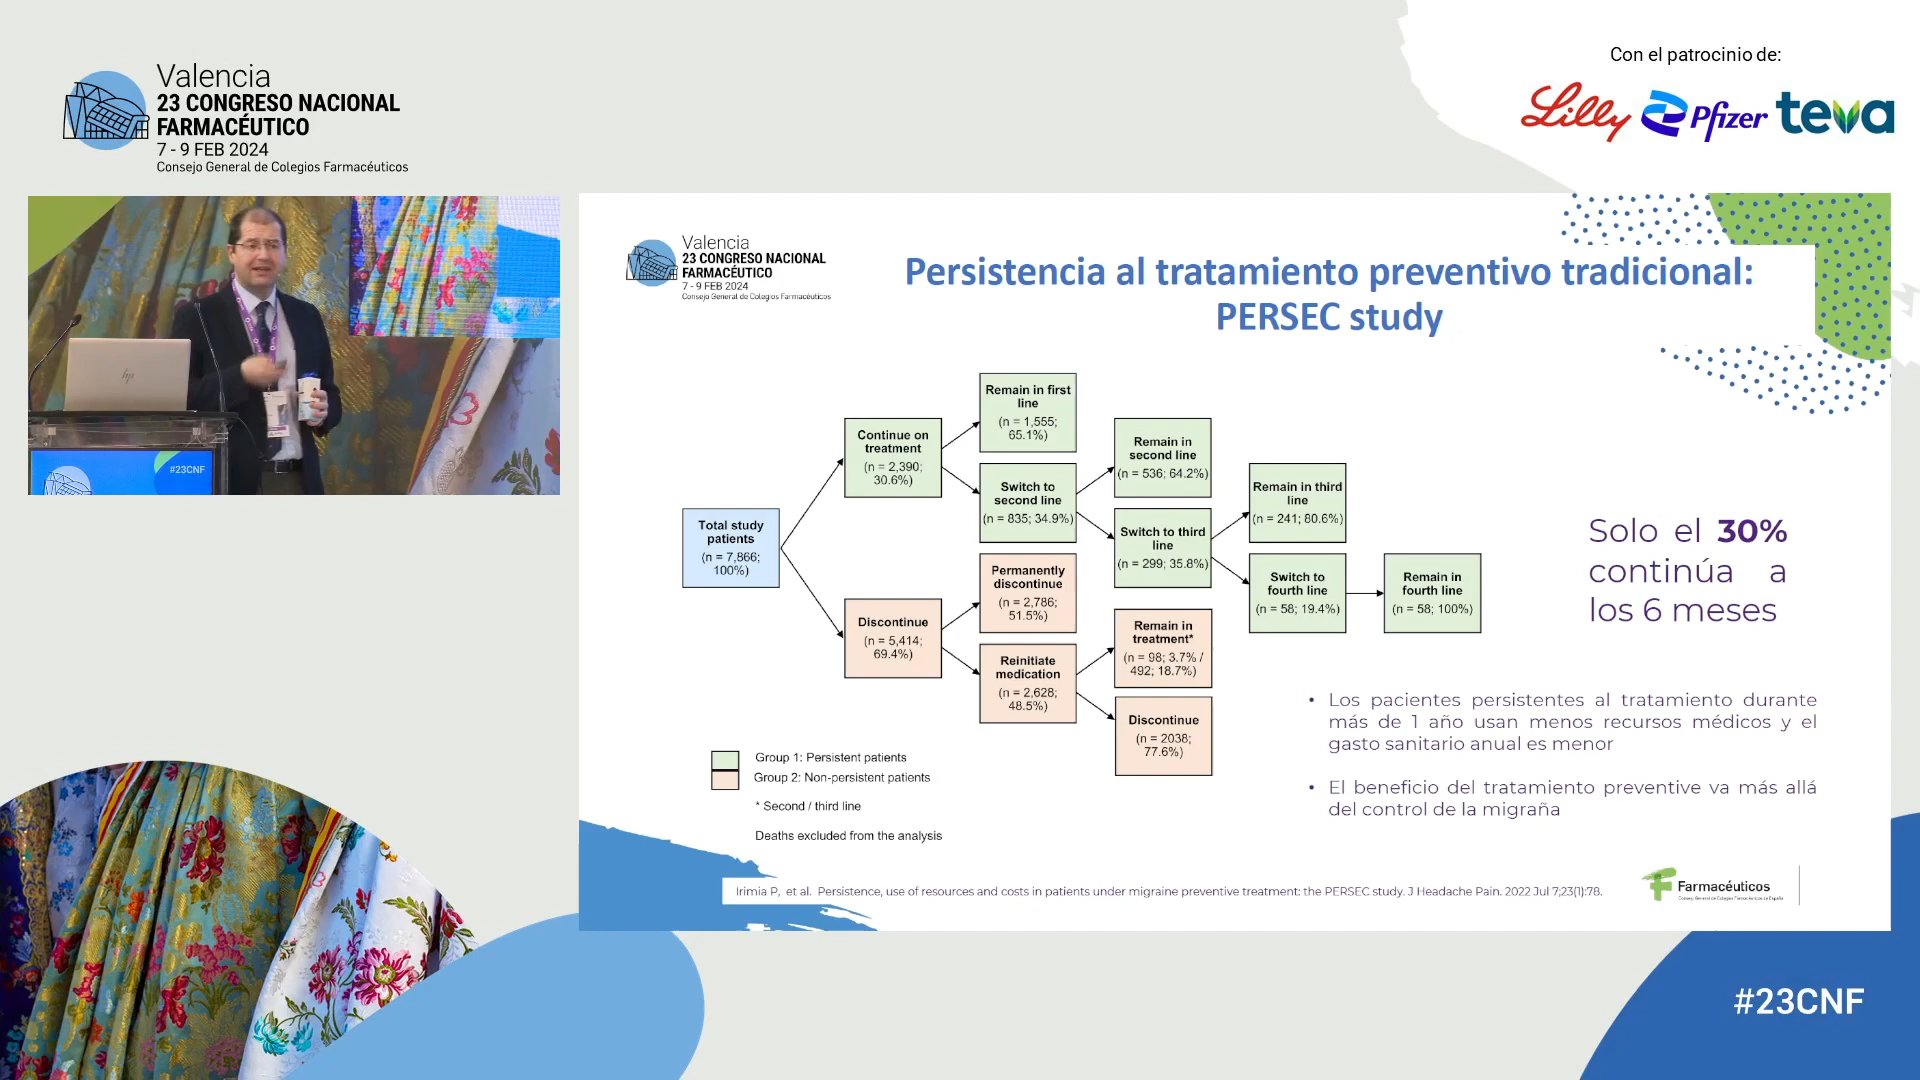 Valencia
23 CONGRESO NACIONAL
FARMACÉUTICO
7 - 9 FEB 2024
Consejo General de Colegios Farmacéuticos
Con el patrocinio de:
Lilly
Pfizer
teva
hp
#23CNF
Valencia
23 CONGRESO NACIONAL
FARMACÉUTICO
7 - 9 FEB 2024
Consejo General de Colegios Farmacéuticos
Persistencia al tratamiento preventivo tradicional:
PERSEC study
Total study
patients
(n = 7,866;
100%)
Continue on
treatment
(n = 2,390;
30.6%)
Discontinue
(n = 5,414;
69.4%)
Remain in first
line
(n = 1,555;
65.1%)
Switch to
second line
(n = 835; 34.9%)
Permanently
discontinue
(n = 2,786;
51.5%)
Reinitiate
medication
(n = 2,628;
48.5%)
Remain in
second line
(n = 536; 64.2%)
Switch to third
line
(n = 299; 35.8%)
Remain in
treatment*
(n = 98; 3.7% /
492; 18.7%)
Discontinue
(n = 2038;
77.6%)
Remain in third
line
(n = 241; 80.6%)
Switch to
fourth line
(n = 58; 19.4%)
Remain in
fourth line
(n = 58; 100%)
Group 1: Persistent patients
Group 2: Non-persistent patients
* Second / third line
Deaths excluded from the analysis
Solo el 30%
continúa a
los 6 meses
• Los pacientes persistentes al tratamiento durante
más de 1 año usan menos recursos médicos y el
gasto sanitario anual es menor
• El beneficio del tratamiento preventive va más allá
del control de la migraña
Irimia P, et al. Persistence, use of resources and costs in patients under migraine preventive treatment: the PERSEC study. J Headache Pain. 2022 Jul 7;23(1):78.
Farmacéuticos
Consejo General de Colegios Farmacéuticos de España
#23CNF